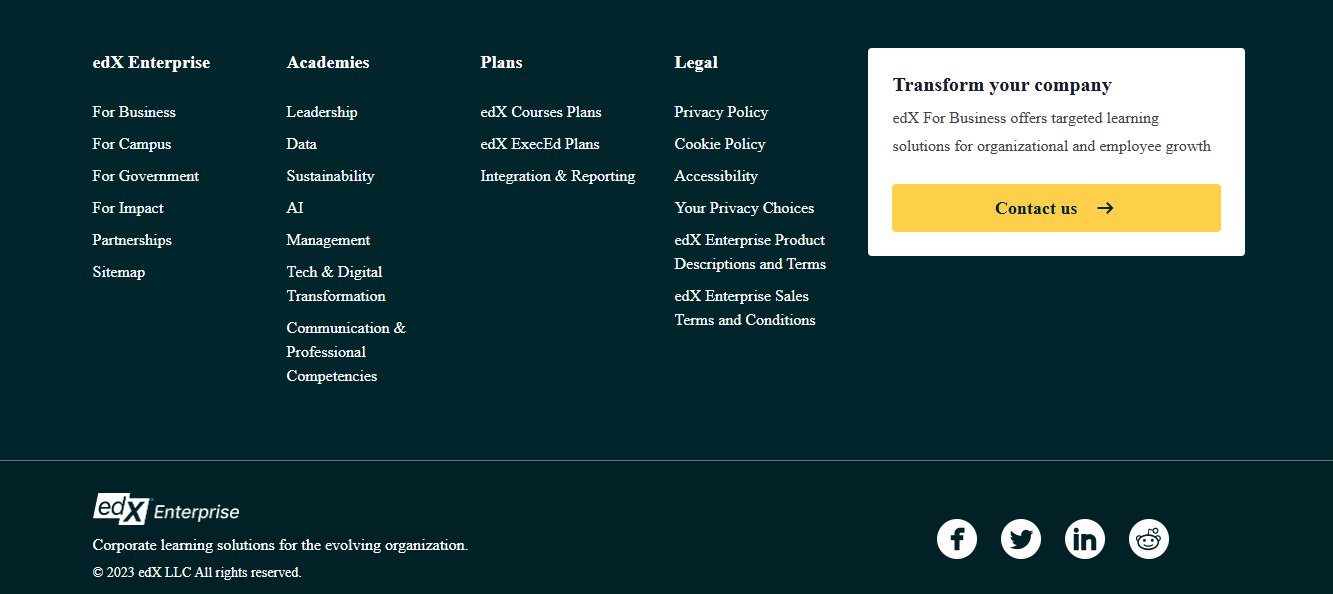 edX Enterprise
For Business
For Campus
For Government
For Impact
Partnerships
Sitemap
Academies
Leadership
Data
Sustainability
AI
Management
Tech & Digital
Transformation
Communication &
Professional
Competencies
Plans
edX Courses Plans
edX ExecEd Plans
Integration & Reporting
Legal
Privacy Policy
Cookie Policy
Accessibility
Your Privacy Choices
edX Enterprise Product
Descriptions and Terms
edX Enterprise Sales
Terms and Conditions
Transform your company
edX For Business offers targeted learning
solutions for organizational and employee growth
Contact us
edX Enterprise
Corporate learning solutions for the evolving organization.
© 2023 edX LLC All rights reserved.
f
in